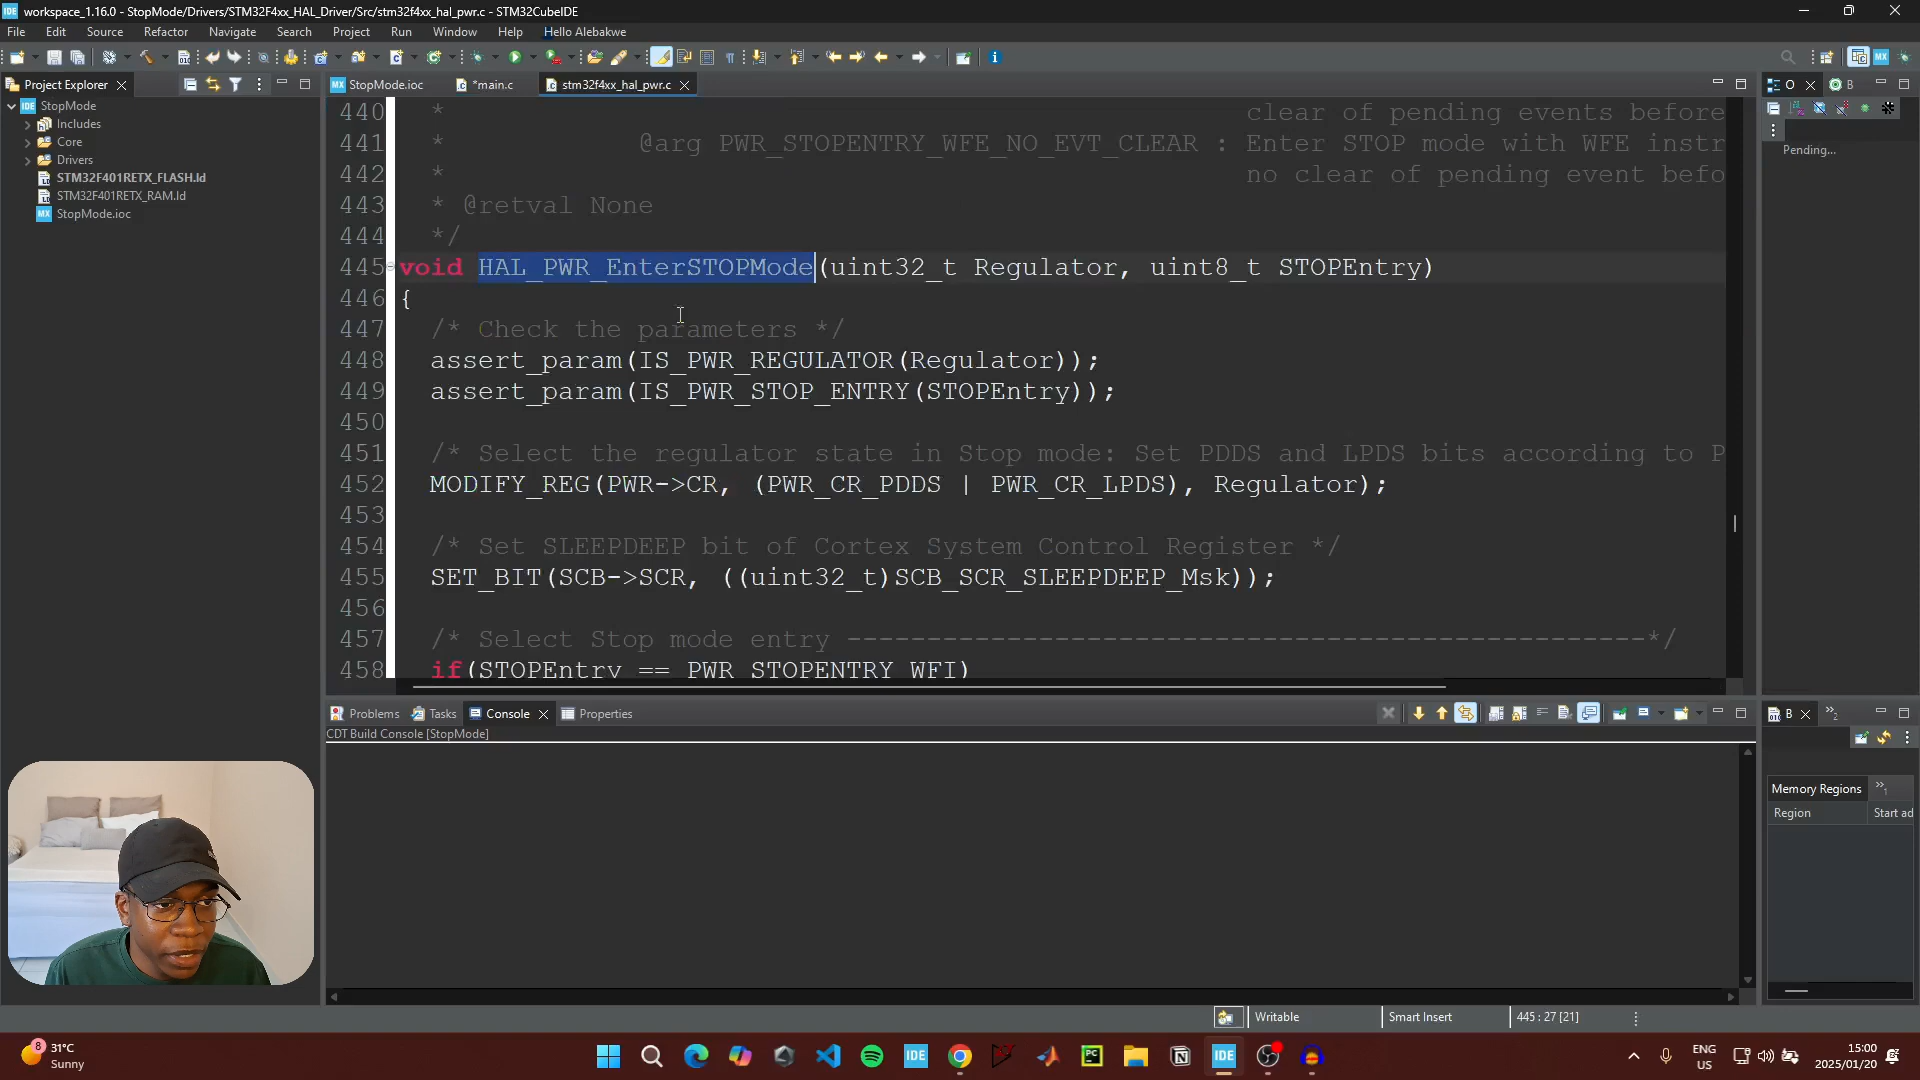 workspace_1.16.0 - StopMode/Drivers/STM32F4xx_HAL_Driver/Src/stm32f4xx_hal_pwr.c - STM32CubeIDE
File Edit Source Refactor Navigate Search Project Run Window Help Hello Alebakwe
Project Explorer
StopMode.ioc
*main.c
stm32f4xx_hal_pwr.c
StopMode
Includes
Core
Drivers
STM32F401RETX_FLASH.ld
STM32F401RETX_RAM.ld
StopMode.ioc
440 * clear of pending events before
441 * @arg PWR_STOPENTRY_WFE_NO_EVT_CLEAR : Enter STOP mode with WFE instr
442 * no clear of pending event befo
443 * @retval None
444 */
445 void HAL_PWR_EnterSTOPMode(uint32_t Regulator, uint8_t STOPEntry)
446 {
447 /* Check the parameters */
448 assert_param(IS_PWR_REGULATOR(Regulator));
449 assert_param(IS_PWR_STOP_ENTRY(STOPEntry));
450
451 /* Select the regulator state in Stop mode: Set PDDS and LPDS bits according to P
452 MODIFY_REG(PWR->CR, (PWR_CR_PDDS | PWR_CR_LPDS), Regulator);
453
454 /* Set SLEEPDEEP bit of Cortex System Control Register */
455 SET_BIT(SCB->SCR, ((uint32_t)SCB_SCR_SLEEPDEEP_Msk));
456
457 /* Select Stop mode entry --------------------------------------------------*/
458 if(STOPEntry == PWR_STOPENTRY_WFI)
O
B
Pending...
Problems
Tasks
Console
Properties
CDT Build Console [StopMode]
B
2
Memory Regions
1
Region
Start ad
Writable
Smart Insert
445 : 27 [21]
8
31°C
Sunny
IDE
PC
IDE
ENG
US
15:00
2025/01/20